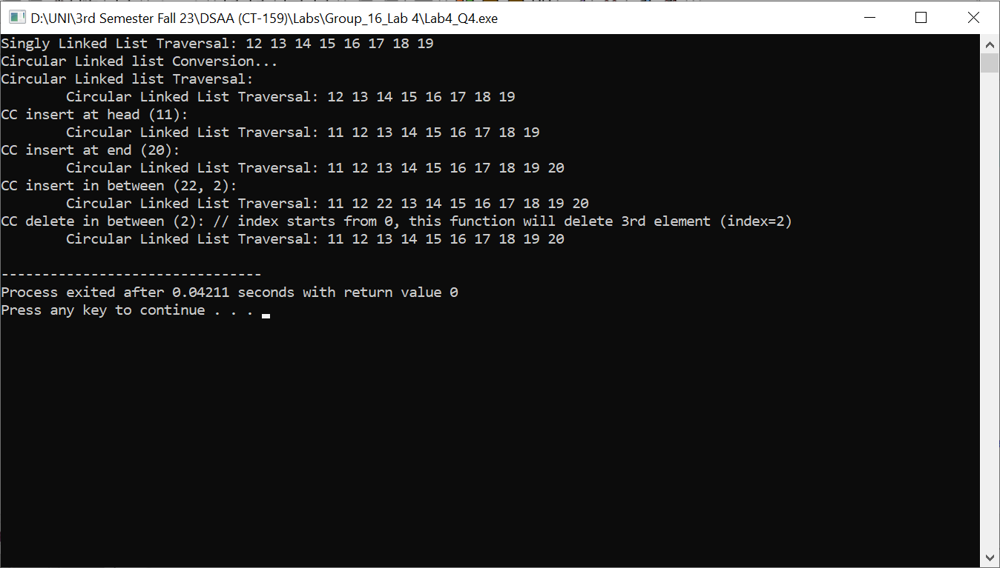 D:\UNI\3rd Semester Fall 23\DSAA (CT-159)\Labs\Group_16_Lab 4\Lab4_Q4.exe
Singly Linked List Traversal: 12 13 14 15 16 17 18 19
Circular Linked list Conversion...
Circular Linked list Traversal:
        Circular Linked List Traversal: 12 13 14 15 16 17 18 19
CC insert at head (11):
        Circular Linked List Traversal: 11 12 13 14 15 16 17 18 19
CC insert at end (20):
        Circular Linked List Traversal: 11 12 13 14 15 16 17 18 19 20
CC insert in between (22, 2):
        Circular Linked List Traversal: 11 12 22 13 14 15 16 17 18 19 20
CC delete in between (2): // index starts from 0, this function will delete 3rd element (index=2)
        Circular Linked List Traversal: 11 12 13 14 15 16 17 18 19 20
--------------------------------
Process exited after 0.04211 seconds with return value 0
Press any key to continue . . .